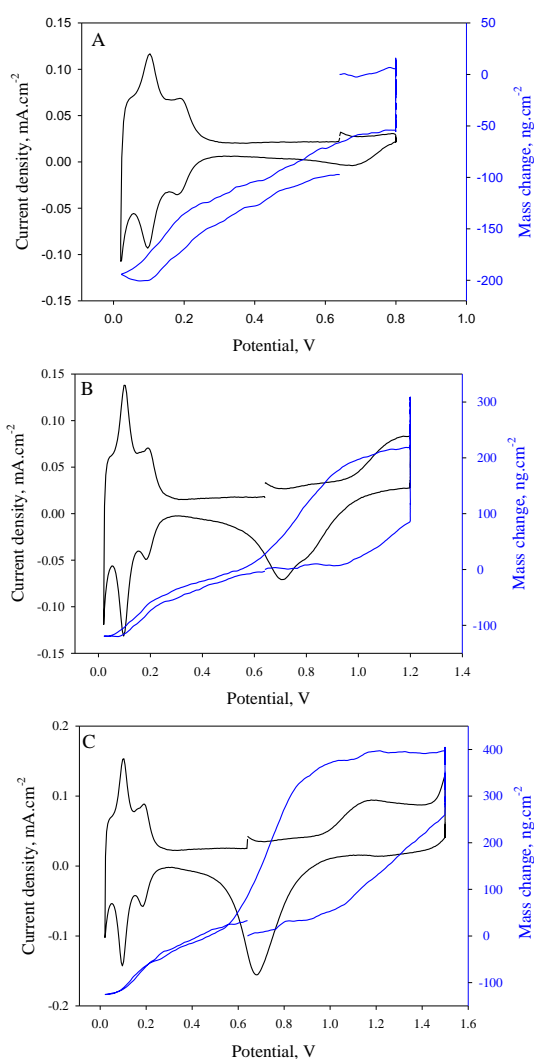 A
0.15
0.10
0.05
0.00
-0.05
-0.10
-0.15
Current density, mA.cm-2
50
0
-50
-100
-150
-200
Mass change, ng.cm-2
0.0 0.2 0.4 0.6 0.8 1.0
Potential, V
B
0.15
0.10
0.05
0.00
-0.05
-0.10
-0.15
Current density, mA.cm-2
300
200
100
0
-100
Mass change, ng.cm-2
0.0 0.2 0.4 0.6 0.8 1.0 1.2 1.4
Potential, V
C
0.2
0.1
0.0
-0.1
-0.2
Current density, mA.cm-2
400
300
200
100
0
-100
Mass change, ng.cm-2
0.0 0.2 0.4 0.6 0.8 1.0 1.2 1.4 1.6
Potential, V